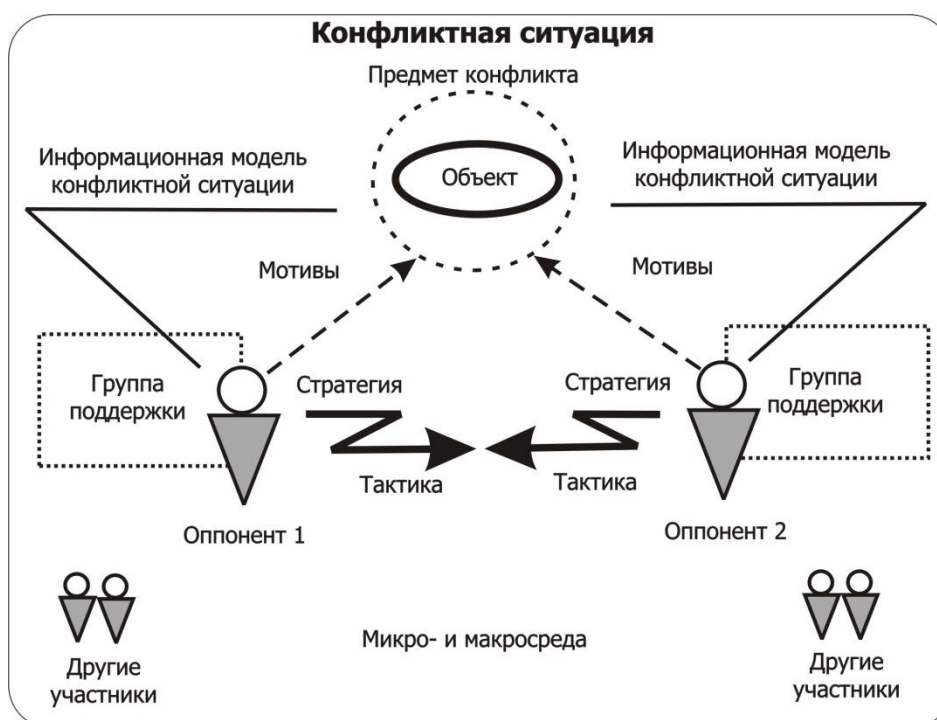 Конфликтная ситуация
Предмет конфликта
Информационная модель
конфликтной ситуации
Объект
Информационная модель
конфликтной ситуации
Мотивы
Мотивы
Группа
поддержки
Стратегия
Стратегия
Группа
поддержки
Тактика
Тактика
Оппонент 1
Оппонент 2
Микро- и макросреда
Другие
участники
Другие
участники